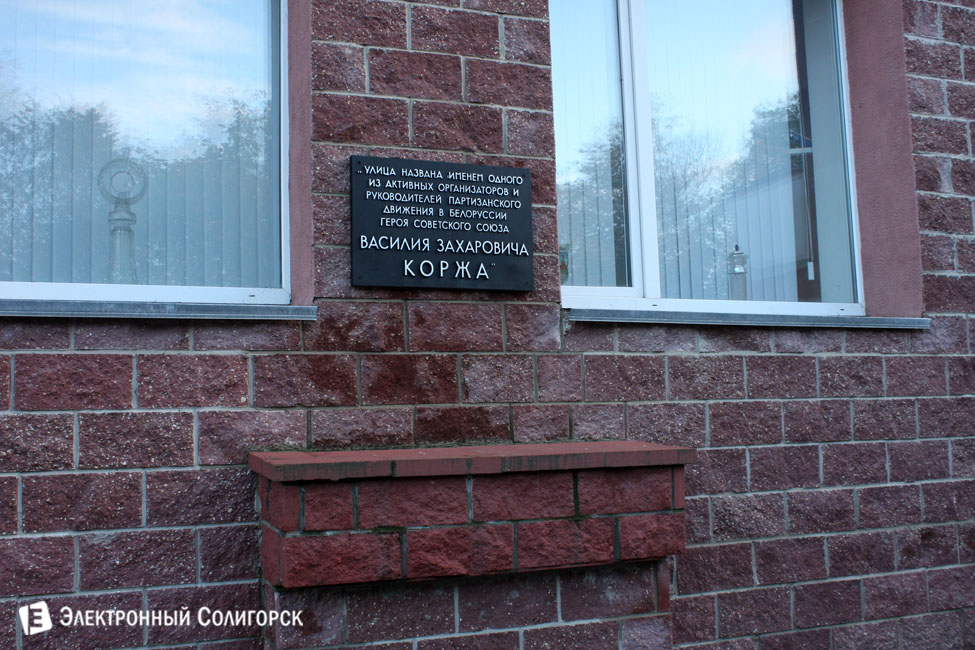 „УЛИЦА НАЗВАНА ИМЕНЕМ ОДНОГО
ИЗ АКТИВНЫХ ОРГАНИЗАТОРОВ И
РУКОВОДИТЕЛЕЙ ПАРТИЗАНСКОГО
ДВИЖЕНИЯ В БЕЛОРУССИИ
ГЕРОЯ СОВЕТСКОГО СОЮЗА
ВАСИЛИЯ ЗАХАРОВИЧА
КОРЖА"
E ЭЛЕКТРОННЫЙ СОЛИГОРСК